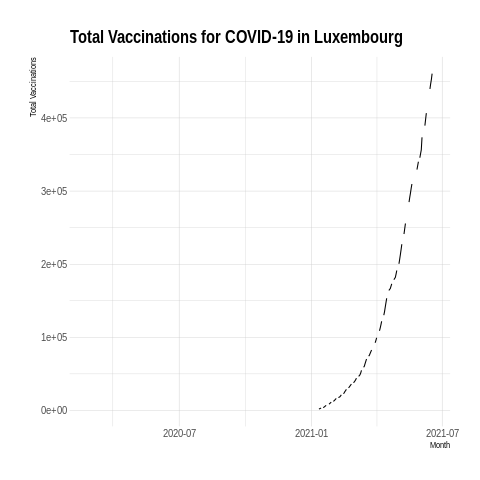 Total Vaccinations for COVID-19 in Luxembourg
Total Vaccinations
4e+05
3e+05
2e+05
1e+05
0e+00
2020-07
2021-01
2021-07
Month